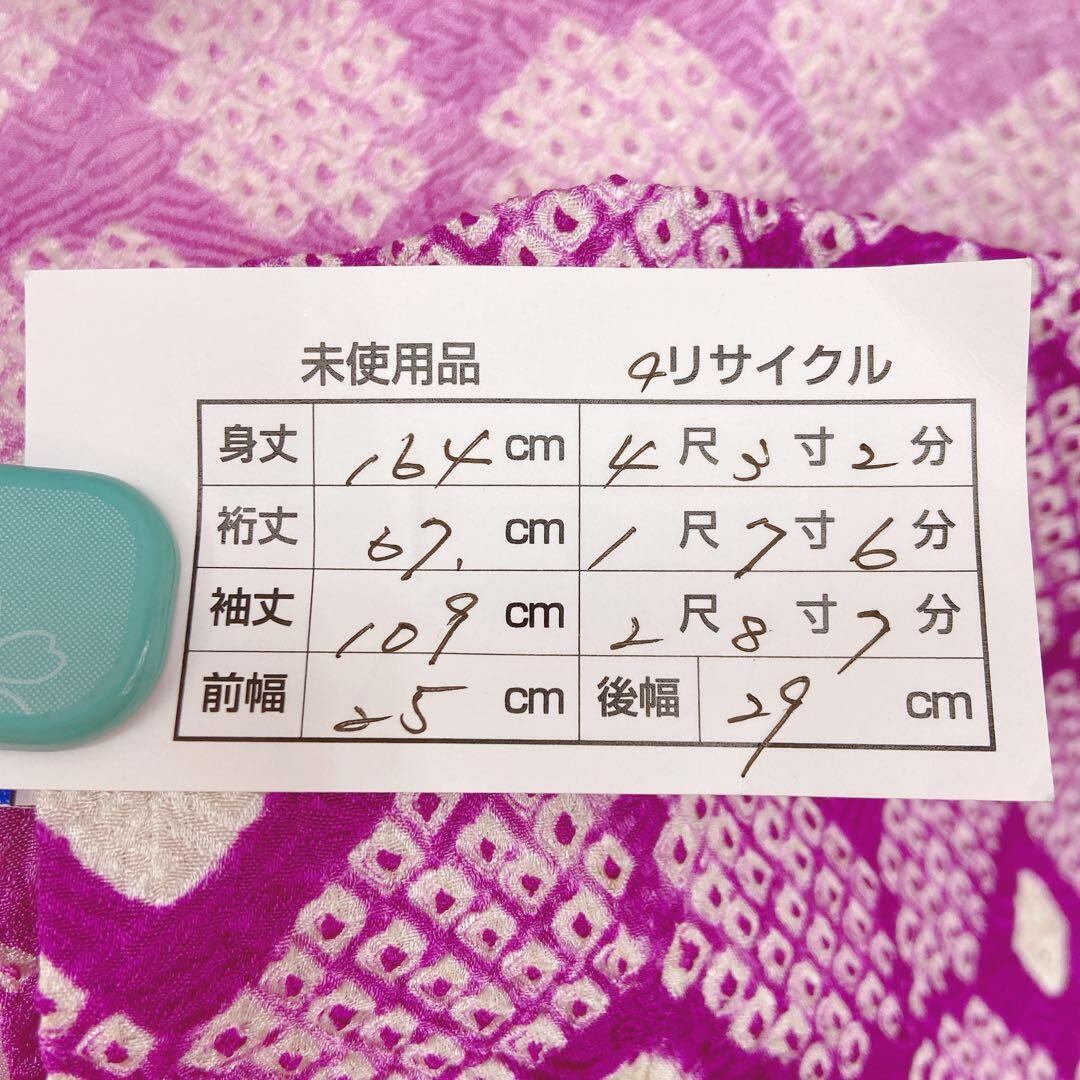 未使用品 9リサイクル
身丈 164 cm 4 尺 3 寸 2 分
裄丈 67. cm 1 尺 7 寸 6 分
袖丈 109 cm 2 尺 8 寸 7 分
前幅 25 cm 後幅 29 cm